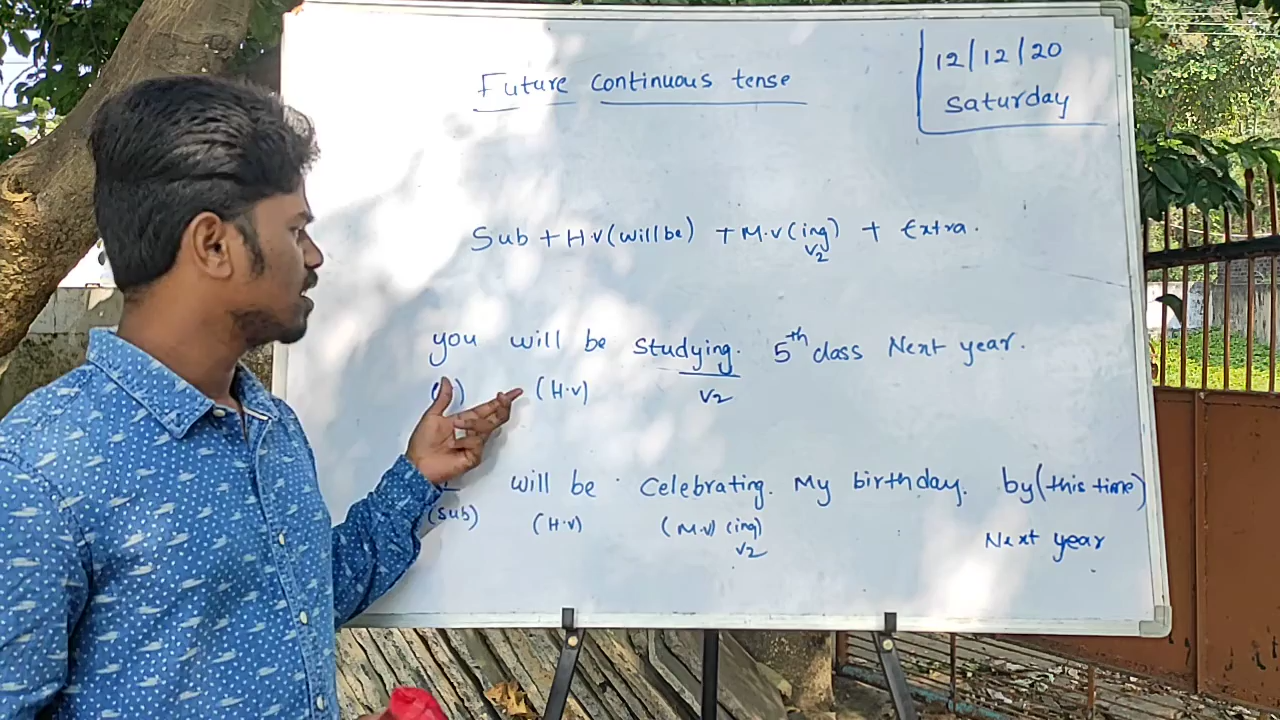 12/12/20
Saturday
Future continuous tense
Sub + H.V (will be) + M.V (ing) + Extra.
V2
you will be studying. 5th class Next year.
(H.V)
V2
will be celebrating. My birthday. by (this time)
(sub) (H.V) (M.V) (ing)
V2
Next year